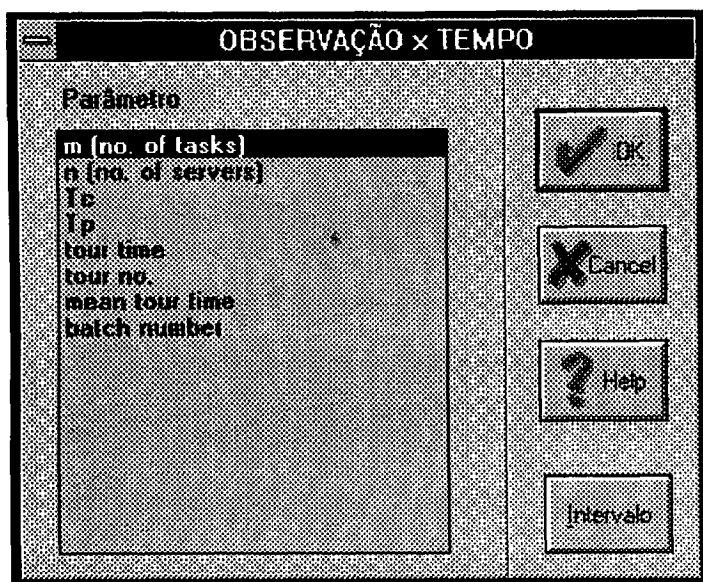 OBSERVAÇÃO x TEMPO
Parâmetro
m (no. of tasks)
n (no. of servers)
Tc
Tp
tour time
tour no.
mean tour time
batch number
OK
Cancel
Help
Intervalo